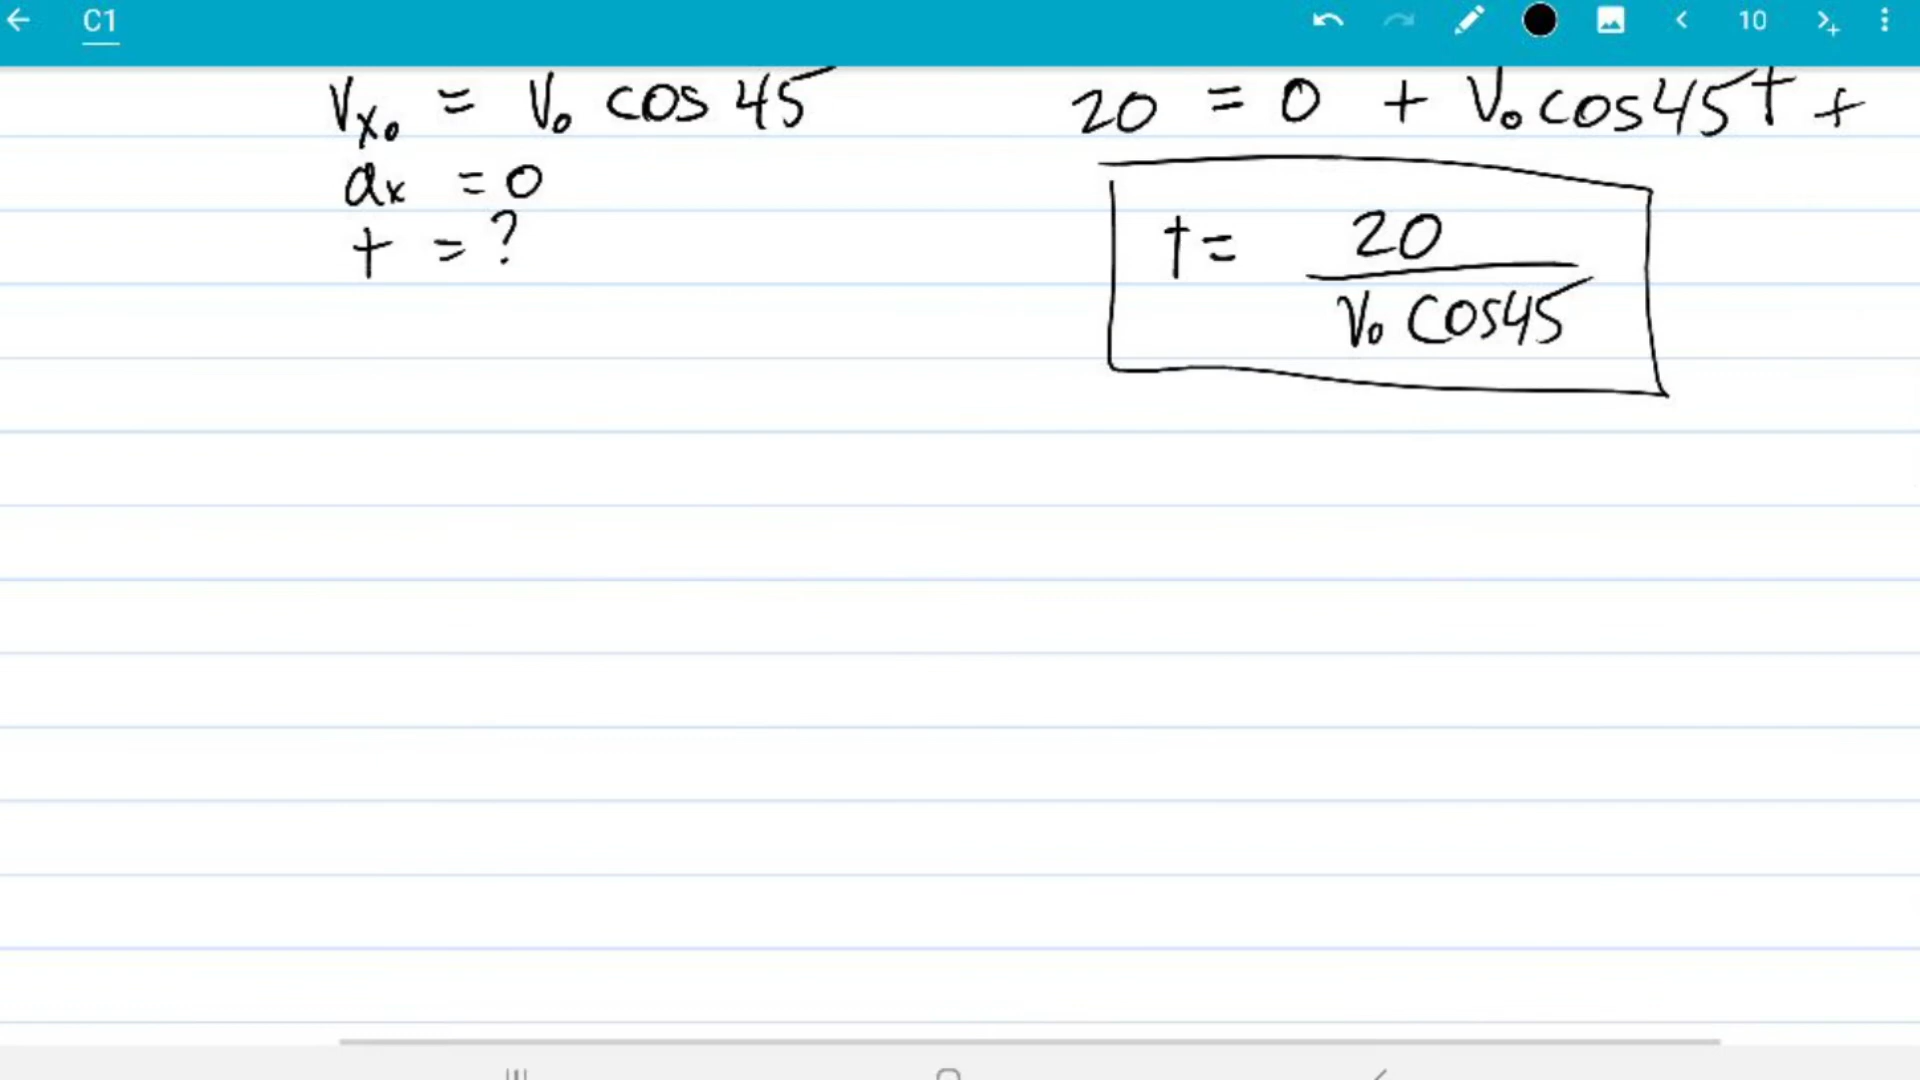 C1
10
Vx₀ = V₀ cos 45
20 = 0 + V₀ cos45 t +
ax = 0
t = ?
t = 20
V₀ cos45